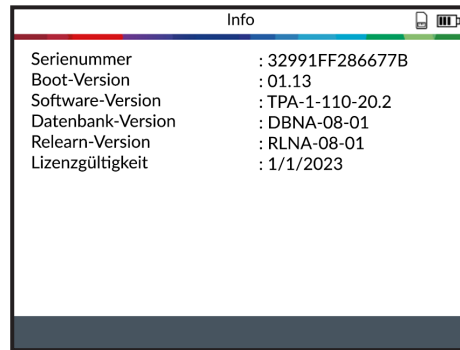 Info
Serienummer : 32991FF286677B
Boot-Version : 01.13
Software-Version : TPA-1-110-20.2
Datenbank-Version : DBNA-08-01
Relearn-Version : RLNA-08-01
Lizenzgültigkeit : 1/1/2023